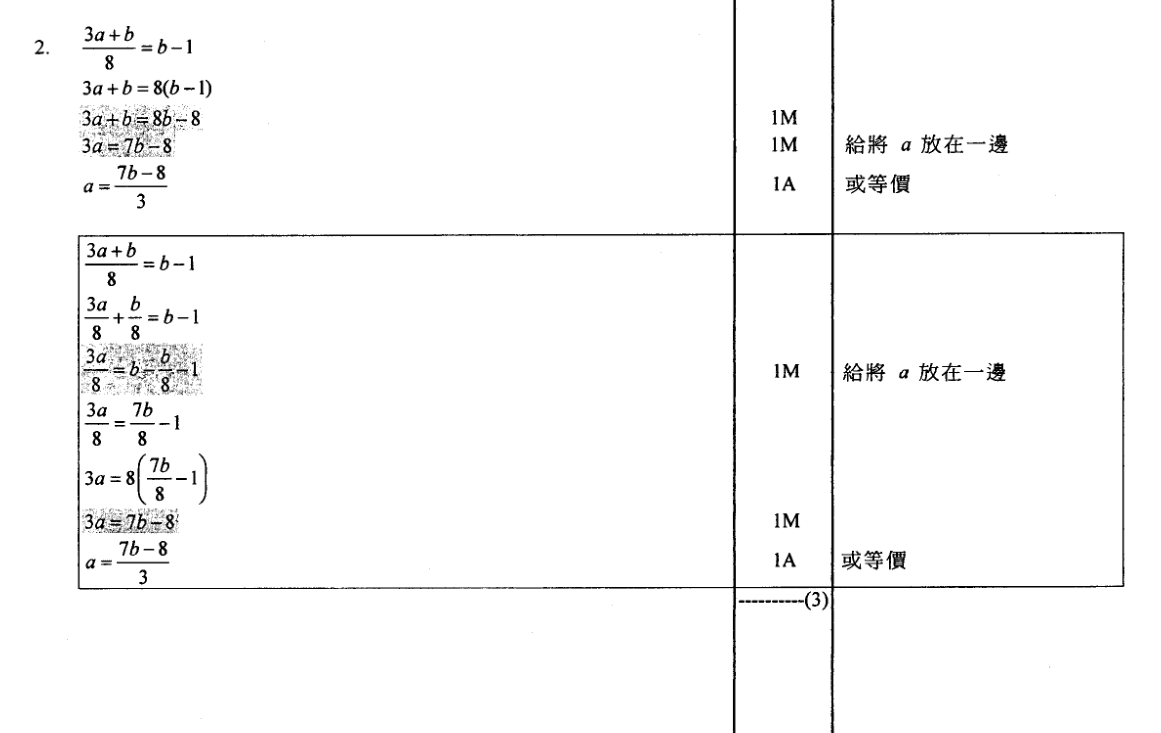 2. (3a+b)/8 = b−1
3a+b = 8(b−1)
3a+b = 8b−8 1M
3a = 7b−8 1M 給將 a 放在一邊
a = (7b−8)/3 1A 或等價
(3a+b)/8 = b−1
3a/8 + b/8 = b−1
3a/8 = b − b/8 − 1 1M 給將 a 放在一邊
3a/8 = 7b/8 − 1
3a = 8(7b/8 − 1)
3a = 7b−8 1M
a = (7b−8)/3 1A 或等價
----------(3)